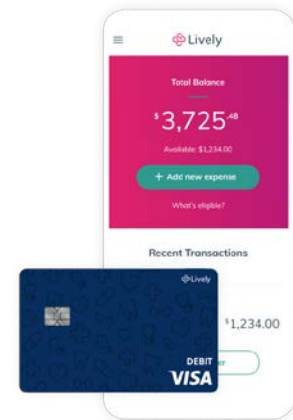 Lively
Total Balance
$3,725.48
Available: $1,234.00
+ Add new expense
What's eligible?
Recent Transactions
Lively
$1,234.00
DEBIT
VISA